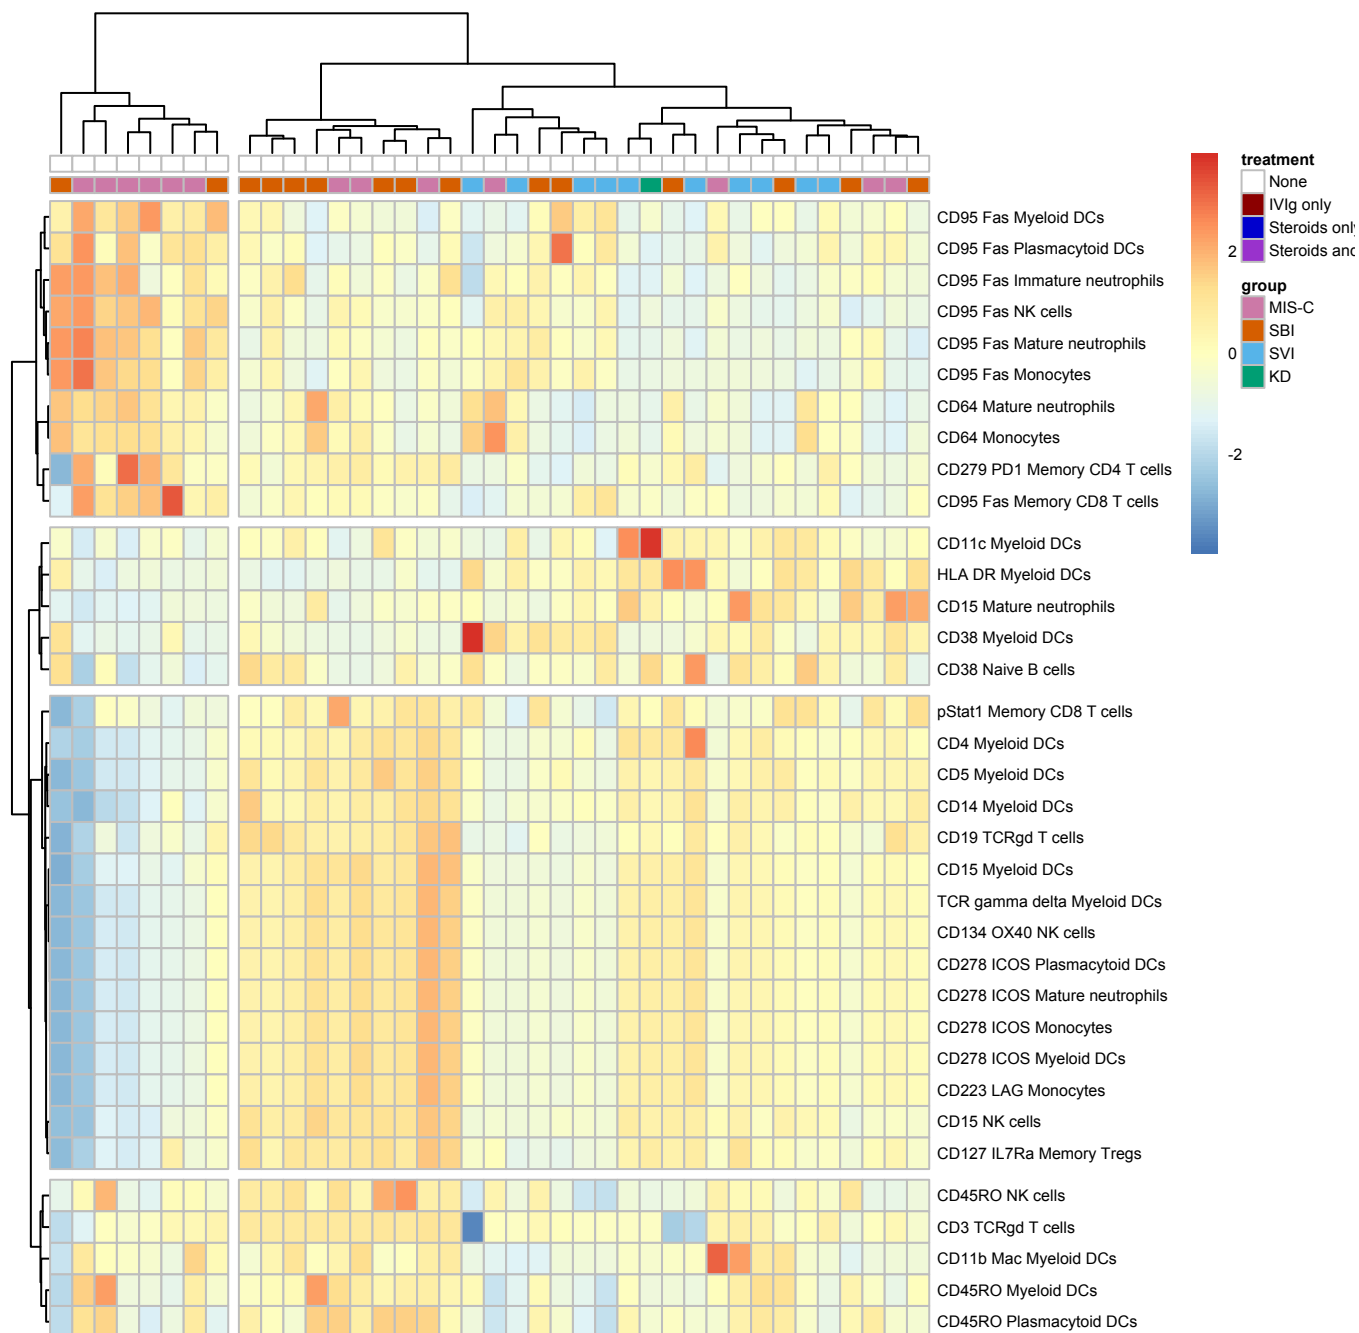 treatment
None
IVIg only
Steroids only
Steroids and
2
0
-2
group
MIS-C
SBI
SVI
KD
CD95 Fas Myeloid DCs
CD95 Fas Plasmacytoid DCs
CD95 Fas Immature neutrophils
CD95 Fas NK cells
CD95 Fas Mature neutrophils
CD95 Fas Monocytes
CD64 Mature neutrophils
CD64 Monocytes
CD279 PD1 Memory CD4 T cells
CD95 Fas Memory CD8 T cells
CD11c Myeloid DCs
HLA DR Myeloid DCs
CD15 Mature neutrophils
CD38 Myeloid DCs
CD38 Naive B cells
pStat1 Memory CD8 T cells
CD4 Myeloid DCs
CD5 Myeloid DCs
CD14 Myeloid DCs
CD19 TCRgd T cells
CD15 Myeloid DCs
TCR gamma delta Myeloid DCs
CD134 OX40 NK cells
CD278 ICOS Plasmacytoid DCs
CD278 ICOS Mature neutrophils
CD278 ICOS Monocytes
CD278 ICOS Myeloid DCs
CD223 LAG Monocytes
CD15 NK cells
CD127 IL7Ra Memory Tregs
CD45RO NK cells
CD3 TCRgd T cells
CD11b Mac Myeloid DCs
CD45RO Myeloid DCs
CD45RO Plasmacytoid DCs